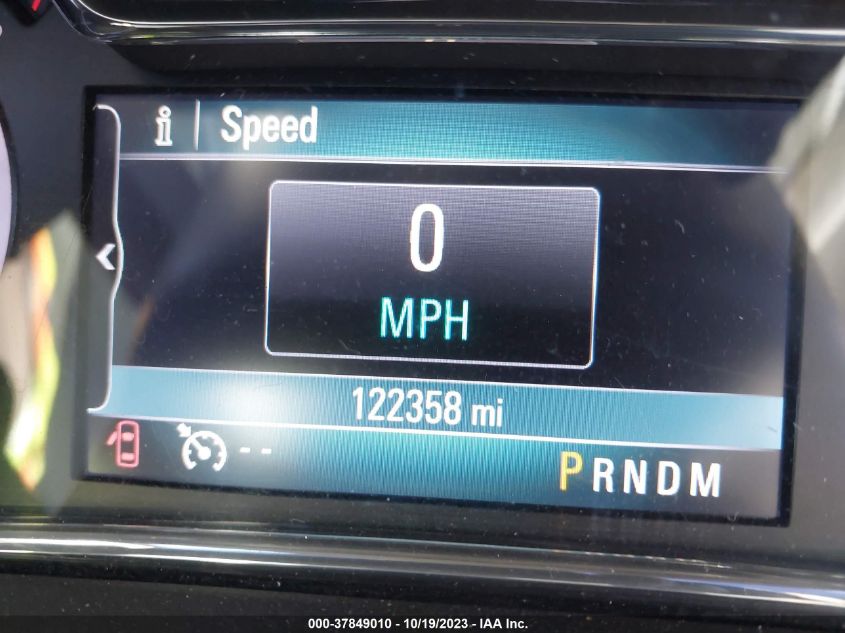 i | Speed
0
MPH
122358 mi
-- PRNDM
000-37849010 - 10/19/2023 - IAA Inc.